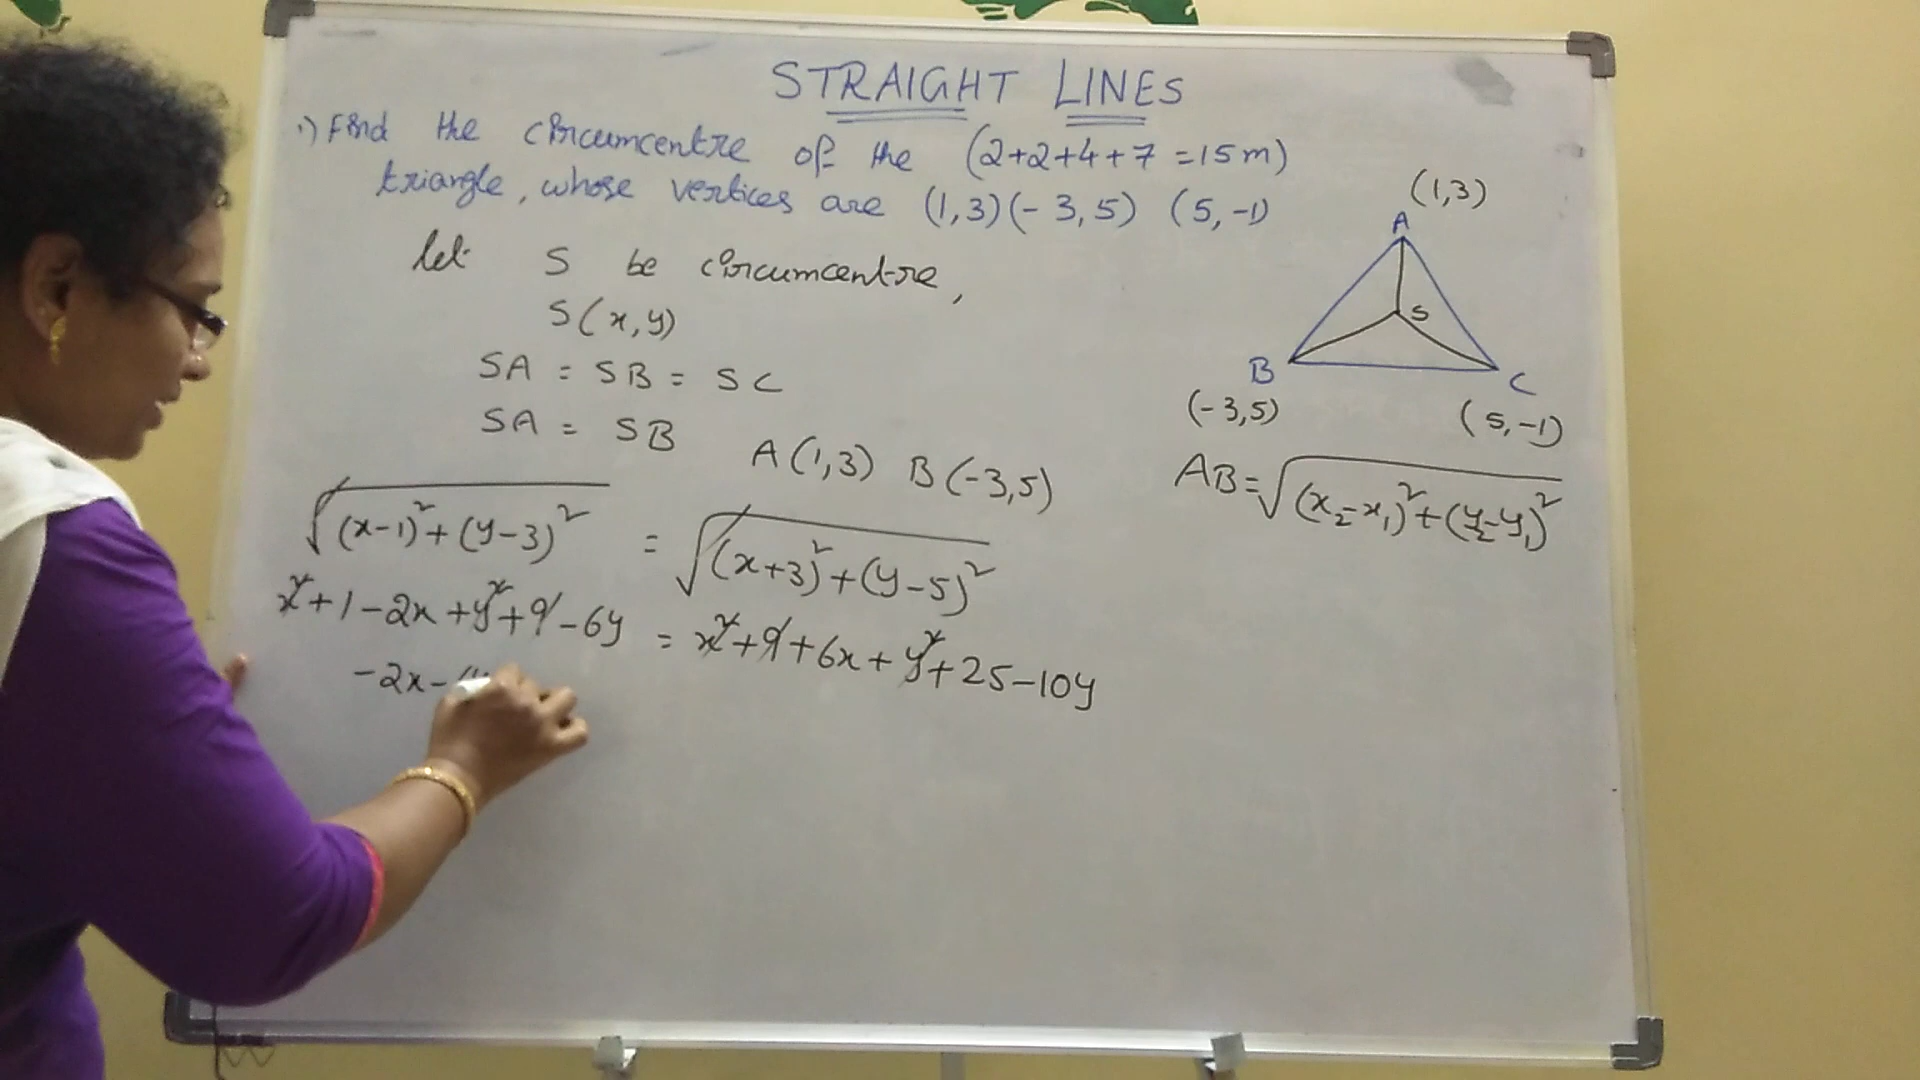 STRAIGHT LINES
1) Find the circumcentre of the (2+2+4+7 = 15m)
triangle, whose vertices are (1,3)(-3,5) (5,-1)
let S be circumcentre,
S(x,y)
SA = SB = SC
SA = SB
A(1,3) B(-3,5)
√(x-1)²+(y-3)² = √(x+3)²+(y-5)²
x²+1-2x+y²+9-6y = x²+9+6x+y²+25-10y
-2x-
(1,3)
A
S
B
C
(-3,5)
(5,-1)
AB=√(x₂-x₁)²+(y₂-y₁)²